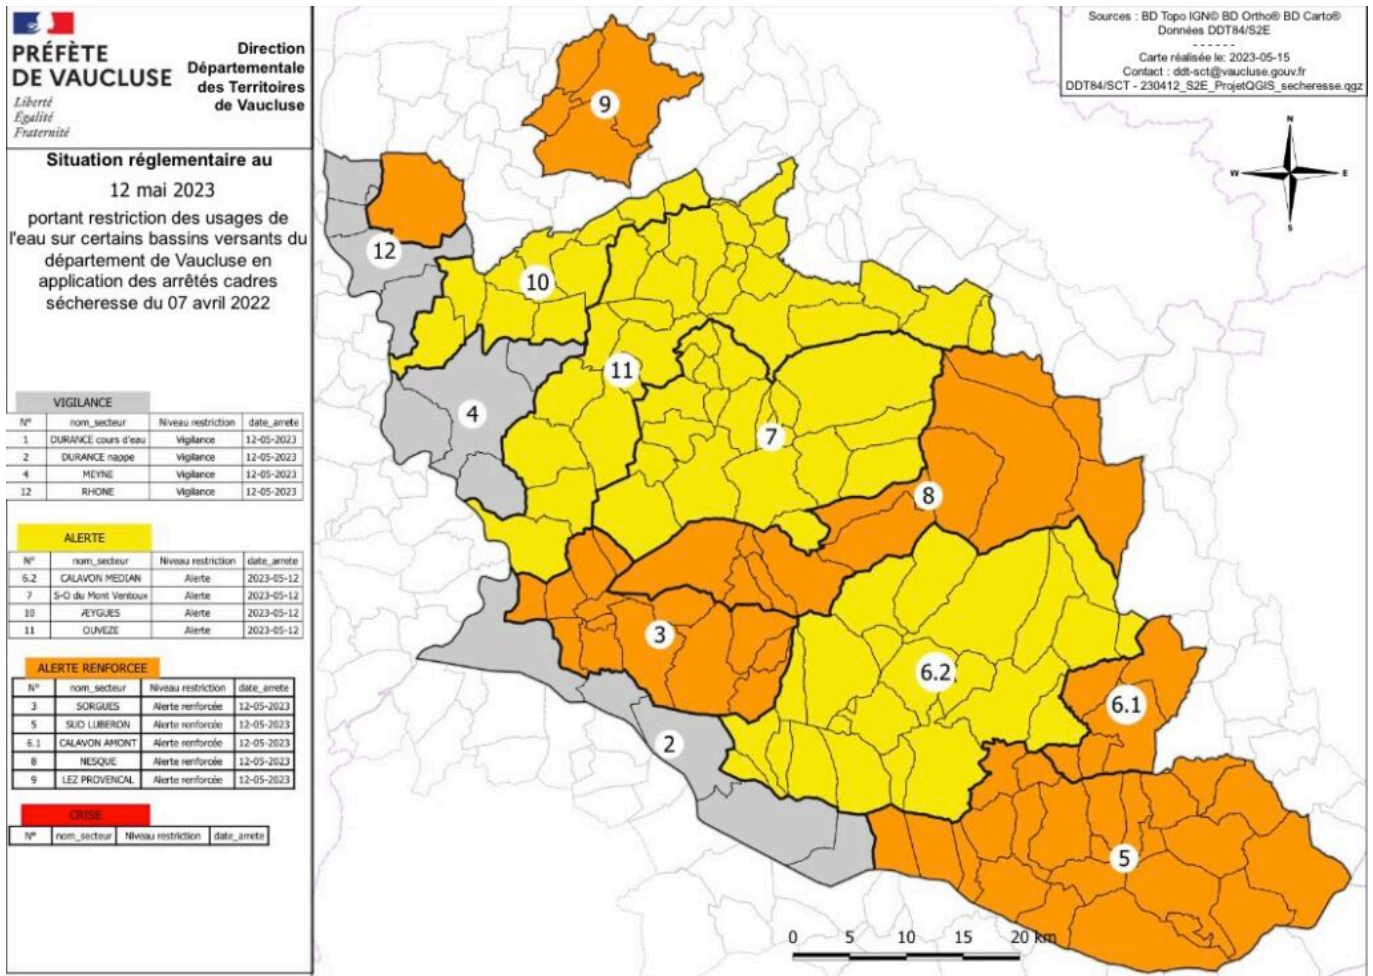 PRÉFÈTE
DE VAUCLUSE
Liberté
Égalité
Fraternité
Direction
Départementale
des Territoires
de Vaucluse
Situation réglementaire au
12 mai 2023
portant restriction des usages de
l'eau sur certains bassins versants du
département de Vaucluse en
application des arrêtés cadres
sécheresse du 07 avril 2022
VIGILANCE
N° nom_secteur Niveau restriction date_arrete
1 DURANCE cours d'eau Vigilance 12-05-2023
2 DURANCE nappe Vigilance 12-05-2023
4 MEYNE Vigilance 12-05-2023
12 RHONE Vigilance 12-05-2023
ALERTE
N° nom_secteur Niveau restriction date_arrete
6.2 CALAVON MEDIAN Alerte 2023-05-12
7 S-O du Mont Ventoux Alerte 2023-05-12
10 ÆYGUES Alerte 2023-05-12
11 OUVEZE Alerte 2023-05-12
ALERTE RENFORCEE
N° nom_secteur Niveau restriction date_arrete
3 SORGUES Alerte renforcée 12-05-2023
5 SUD LUBERON Alerte renforcée 12-05-2023
6.1 CALAVON AMONT Alerte renforcée 12-05-2023
8 NESQUE Alerte renforcée 12-05-2023
9 LEZ PROVENCAL Alerte renforcée 12-05-2023
CRISE
N° nom_secteur Niveau restriction date_arrete
Sources : BD Topo IGN© BD Ortho® BD Carto®
Données DDT84/S2E
- - - - - -
Carte réalisée le: 2023-05-15
Contact : ddt-sct@vaucluse.gouv.fr
DDT84/SCT - 230412_S2E_ProjetQGIS_secheresse.qgz
N
W E
S
9
12
10
11
4
7
8
3
6.2
6.1
2
5
0 5 10 15 20 km